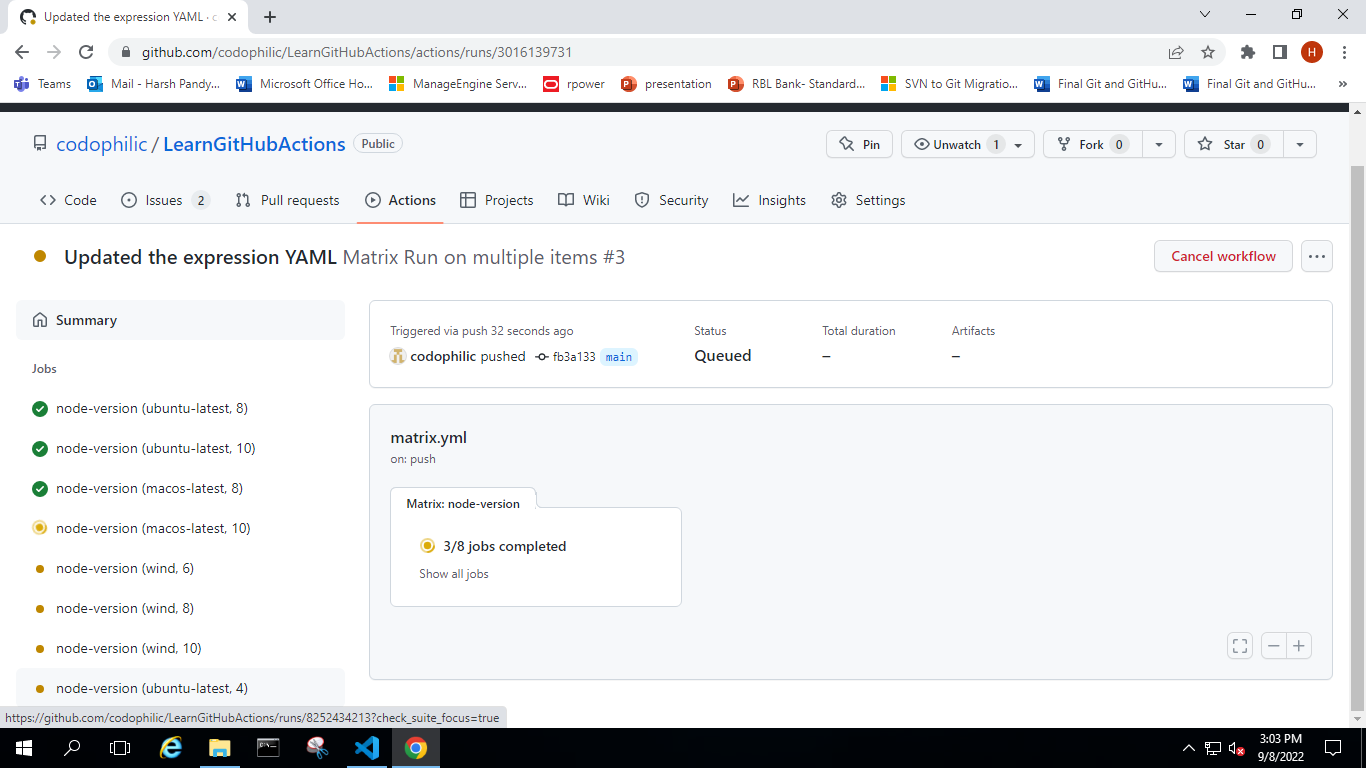 Updated the expression YAML · c
github.com/codophilic/LearnGitHubActions/actions/runs/3016139731
H
Teams
Mail - Harsh Pandy...
Microsoft Office Ho...
ManageEngine Serv...
rpower
presentation
RBL Bank- Standard...
SVN to Git Migratio...
Final Git and GitHu...
Final Git and GitHu...
»
codophilic / LearnGitHubActions Public
Pin
Unwatch 1
Fork 0
Star 0
Code
Issues 2
Pull requests
Actions
Projects
Wiki
Security
Insights
Settings
Updated the expression YAML Matrix Run on multiple items #3
Cancel workflow
Summary
Jobs
node-version (ubuntu-latest, 8)
node-version (ubuntu-latest, 10)
node-version (macos-latest, 8)
node-version (macos-latest, 10)
node-version (wind, 6)
node-version (wind, 8)
node-version (wind, 10)
node-version (ubuntu-latest, 4)
Triggered via push 32 seconds ago
codophilic pushed fb3a133 main
Status
Queued
Total duration
–
Artifacts
–
matrix.yml
on: push
Matrix: node-version
3/8 jobs completed
Show all jobs
https://github.com/codophilic/LearnGitHubActions/runs/8252434213?check_suite_focus=true
3:03 PM
9/8/2022